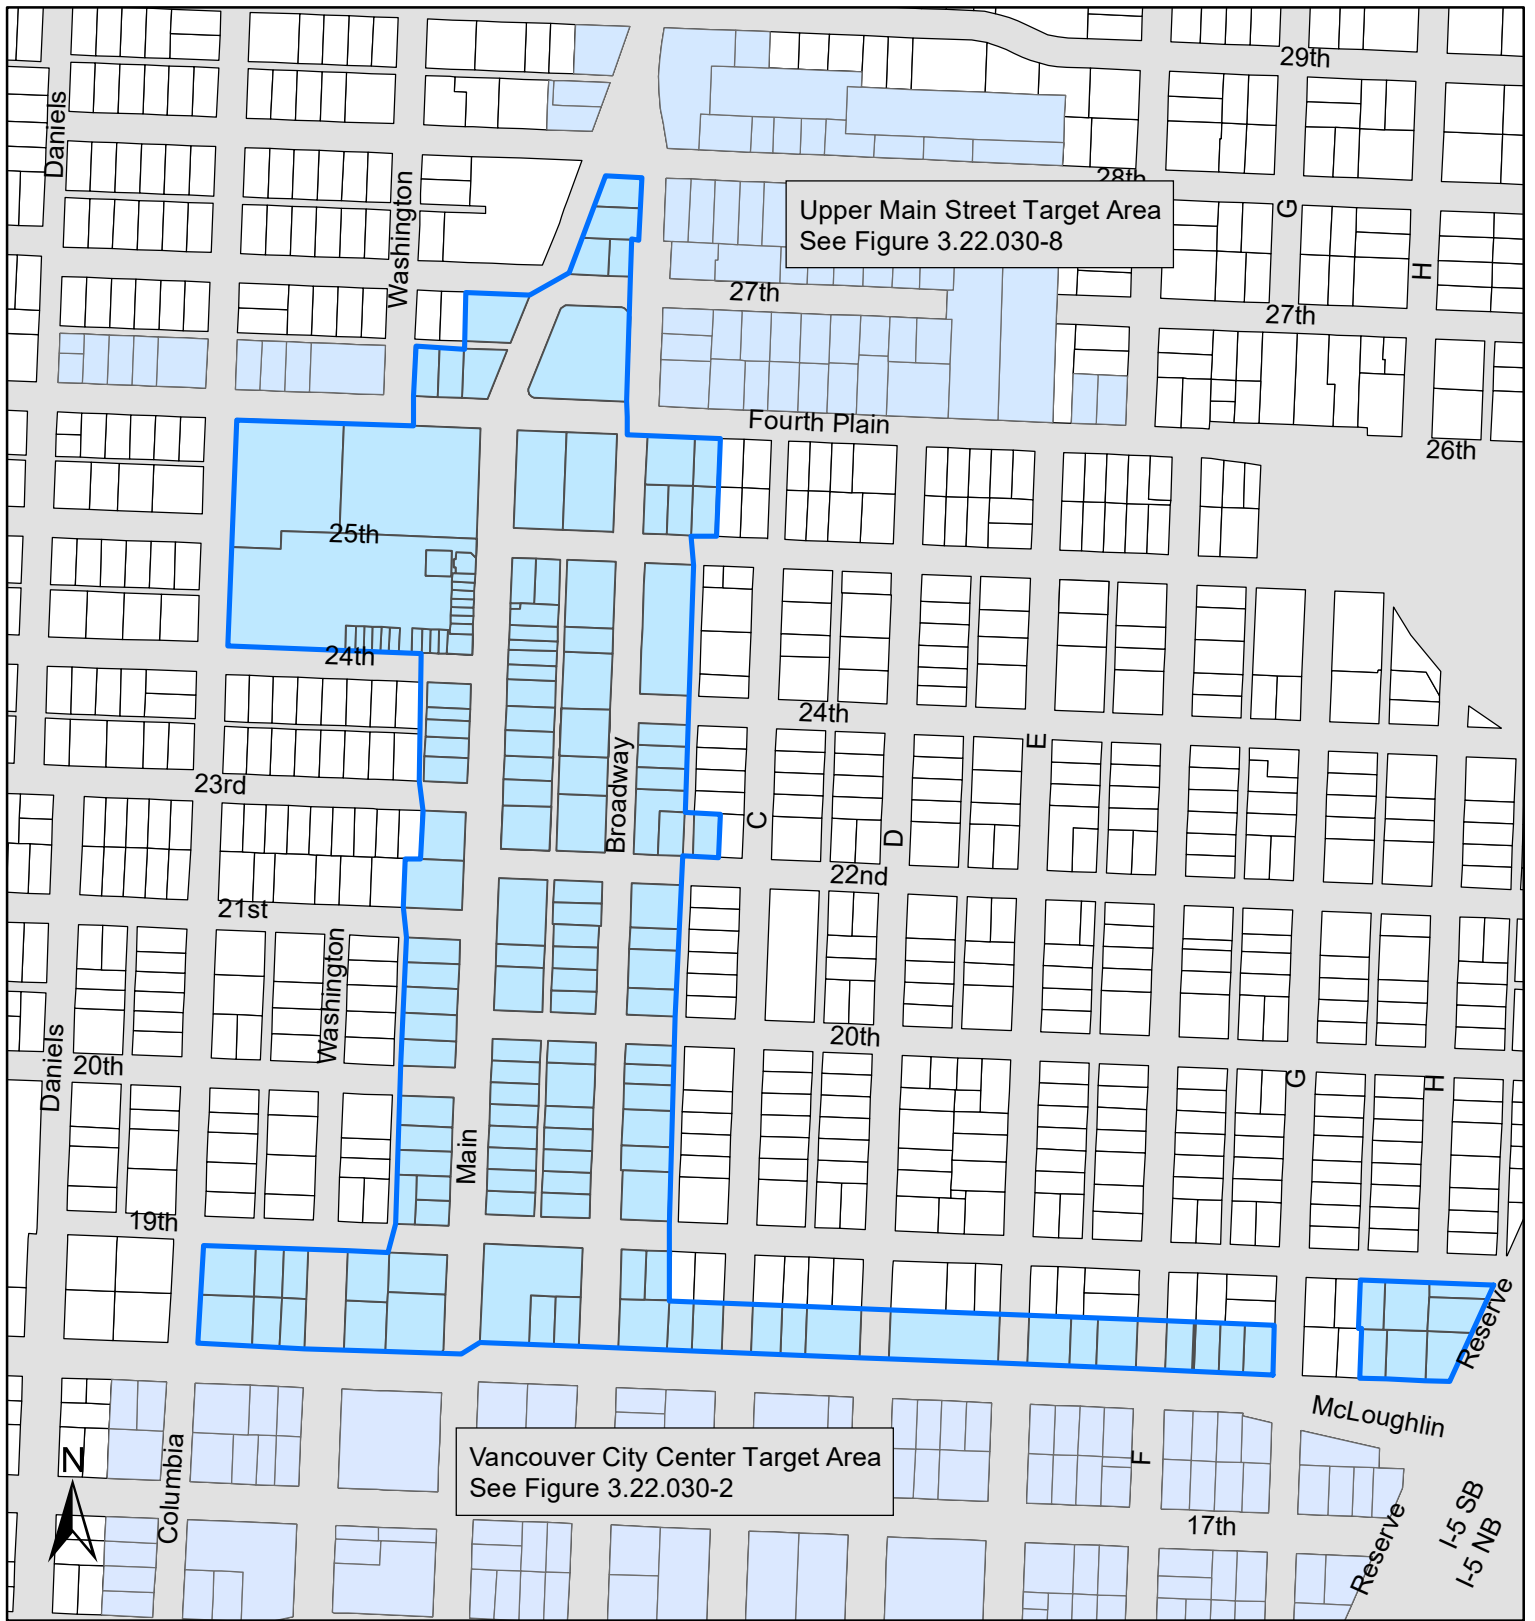 29th
Daniels
28th
Washington
Upper Main Street Target Area
See Figure 3.22.030-8
G
H
27th
27th
Fourth Plain
26th
25th
24th
24th
E
Broadway
23rd
C
D
22nd
21st
Washington
20th
Daniels
20th
G
H
Main
19th
Reserve
McLoughlin
Columbia
N
Vancouver City Center Target Area
See Figure 3.22.030-2
F
17th
Reserve
I-5 SB
I-5 NB